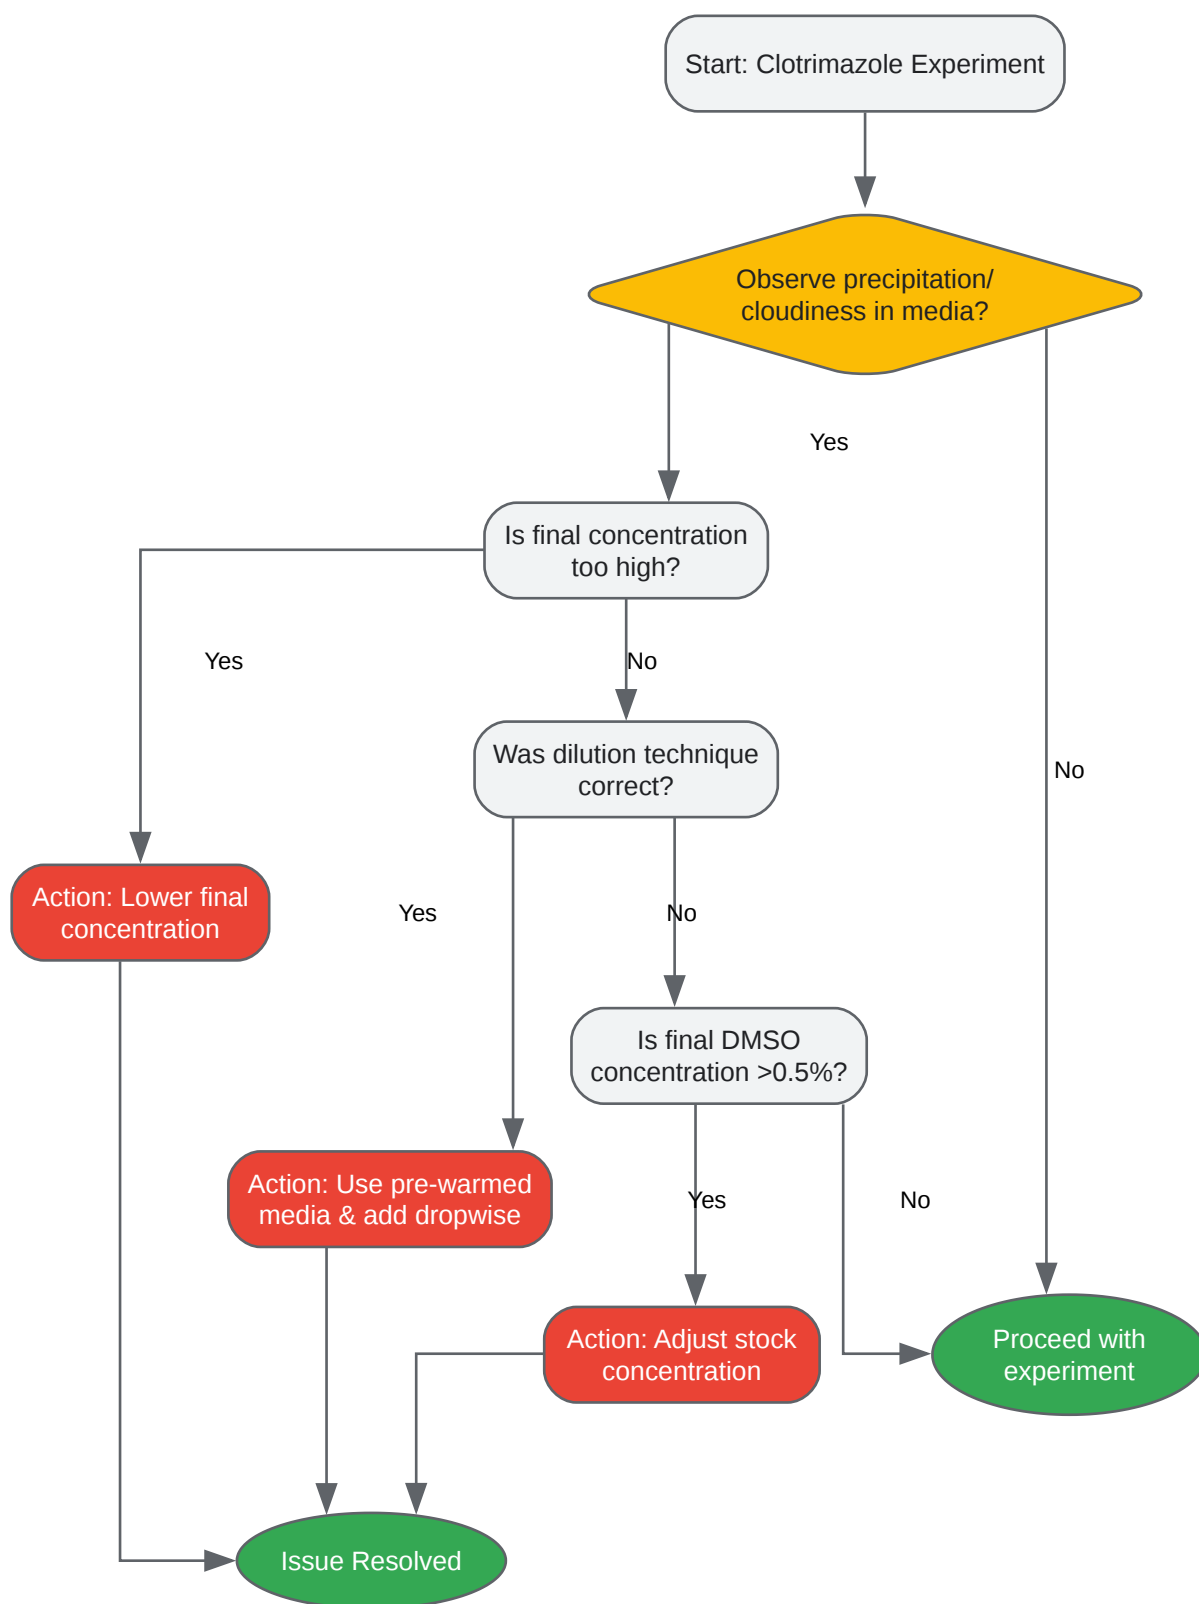 Start: Clotrimazole Experiment
Observe precipitation/
cloudiness in media?
Yes
Is final concentration
too high?
Yes
No
Was dilution technique
correct?
No
Action: Lower final
concentration
Yes
No
Is final DMSO
concentration >0.5%?
Action: Use pre-warmed
media & add dropwise
Yes
No
Action: Adjust stock
concentration
Proceed with
experiment
Issue Resolved